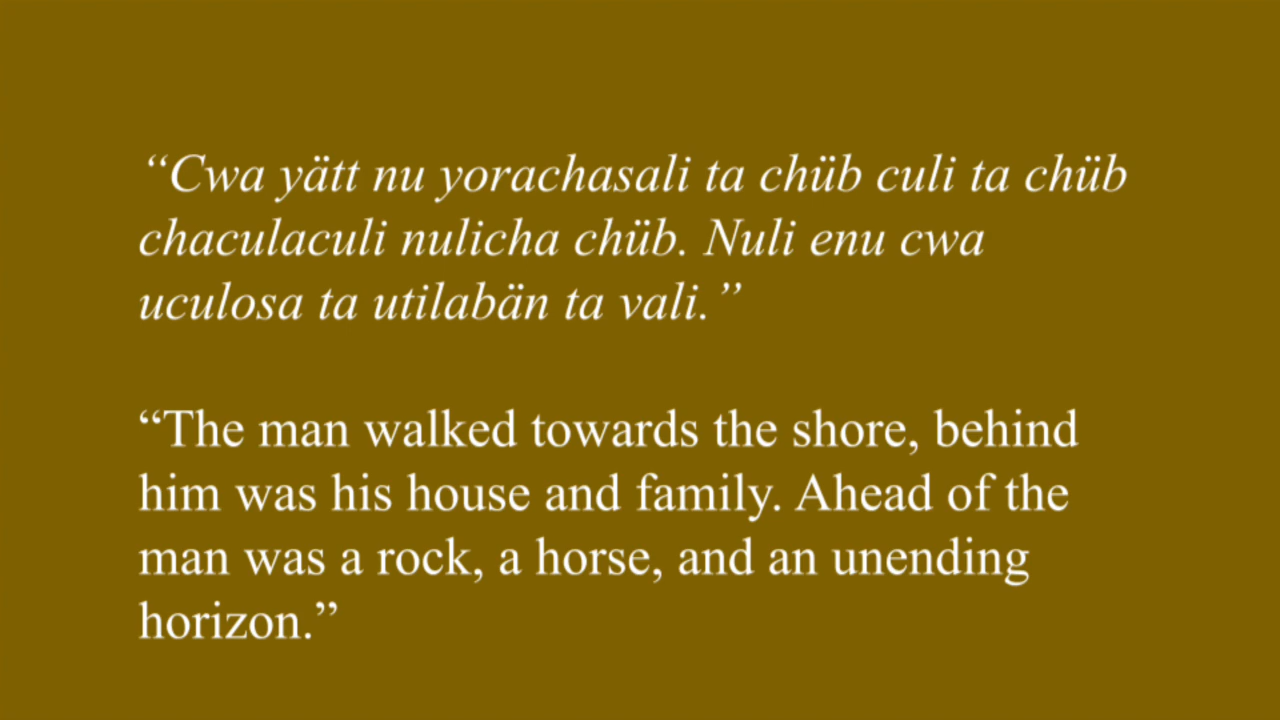 “Cwa yätt nu yorachasali ta chüb culi ta chüb
chaculaculi nulicha chüb. Nuli enu cwa
uculosa ta utilabän ta vali.”
“The man walked towards the shore, behind
him was his house and family. Ahead of the
man was a rock, a horse, and an unending
horizon.”